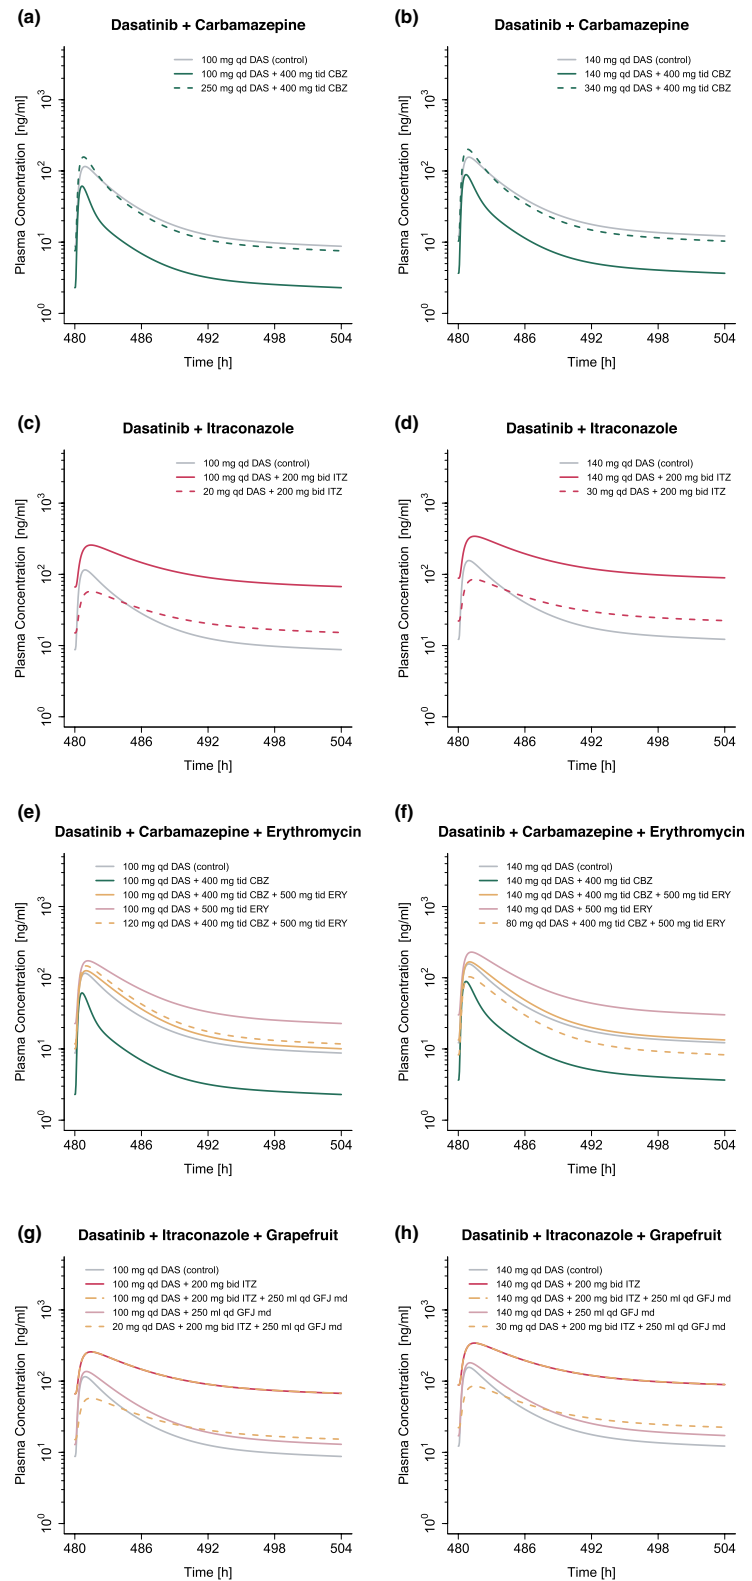 (a)
Dasatinib + Carbamazepine
100 mg qd DAS (control)
100 mg qd DAS + 400 mg tid CBZ
250 mg qd DAS + 400 mg tid CBZ
Plasma Concentration [ng/ml]
10³
10²
10¹
10⁰
480 486 492 498 504
Time [h]
(b)
Dasatinib + Carbamazepine
140 mg qd DAS (control)
140 mg qd DAS + 400 mg tid CBZ
340 mg qd DAS + 400 mg tid CBZ
Plasma Concentration [ng/ml]
10³
10²
10¹
10⁰
480 486 492 498 504
Time [h]
(c)
Dasatinib + Itraconazole
100 mg qd DAS (control)
100 mg qd DAS + 200 mg bid ITZ
20 mg qd DAS + 200 mg bid ITZ
Plasma Concentration [ng/ml]
10³
10²
10¹
10⁰
480 486 492 498 504
Time [h]
(d)
Dasatinib + Itraconazole
140 mg qd DAS (control)
140 mg qd DAS + 200 mg bid ITZ
30 mg qd DAS + 200 mg bid ITZ
Plasma Concentration [ng/ml]
10³
10²
10¹
10⁰
480 486 492 498 504
Time [h]
(e)
Dasatinib + Carbamazepine + Erythromycin
100 mg qd DAS (control)
100 mg qd DAS + 400 mg tid CBZ
100 mg qd DAS + 400 mg tid CBZ + 500 mg tid ERY
100 mg qd DAS + 500 mg tid ERY
120 mg qd DAS + 400 mg tid CBZ + 500 mg tid ERY
Plasma Concentration [ng/ml]
10³
10²
10¹
10⁰
480 486 492 498 504
Time [h]
(f)
Dasatinib + Carbamazepine + Erythromycin
140 mg qd DAS (control)
140 mg qd DAS + 400 mg tid CBZ
140 mg qd DAS + 400 mg tid CBZ + 500 mg tid ERY
140 mg qd DAS + 500 mg tid ERY
80 mg qd DAS + 400 mg tid CBZ + 500 mg tid ERY
Plasma Concentration [ng/ml]
10³
10²
10¹
10⁰
480 486 492 498 504
Time [h]
(g)
Dasatinib + Itraconazole + Grapefruit
100 mg qd DAS (control)
100 mg qd DAS + 200 mg bid ITZ
100 mg qd DAS + 200 mg bid ITZ + 250 ml qd GFJ md
100 mg qd DAS + 250 ml qd GFJ md
20 mg qd DAS + 200 mg bid ITZ + 250 ml qd GFJ md
Plasma Concentration [ng/ml]
10³
10²
10¹
10⁰
480 486 492 498 504
Time [h]
(h)
Dasatinib + Itraconazole + Grapefruit
140 mg qd DAS (control)
140 mg qd DAS + 200 mg bid ITZ
140 mg qd DAS + 200 mg bid ITZ + 250 ml qd GFJ md
140 mg qd DAS + 250 ml qd GFJ md
30 mg qd DAS + 200 mg bid ITZ + 250 ml qd GFJ md
Plasma Concentration [ng/ml]
10³
10²
10¹
10⁰
480 486 492 498 504
Time [h]